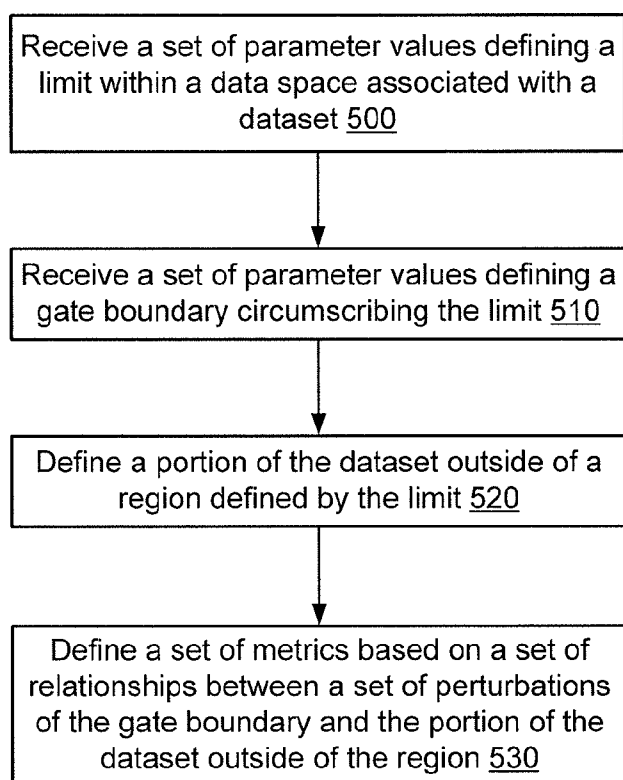 Receive a set of parameter values defining a
limit within a data space associated with a
dataset 500
Receive a set of parameter values defining a
gate boundary circumscribing the limit 510
Define a portion of the dataset outside of a
region defined by the limit 520
Define a set of metrics based on a set of
relationships between a set of perturbations
of the gate boundary and the portion of the
dataset outside of the region 530